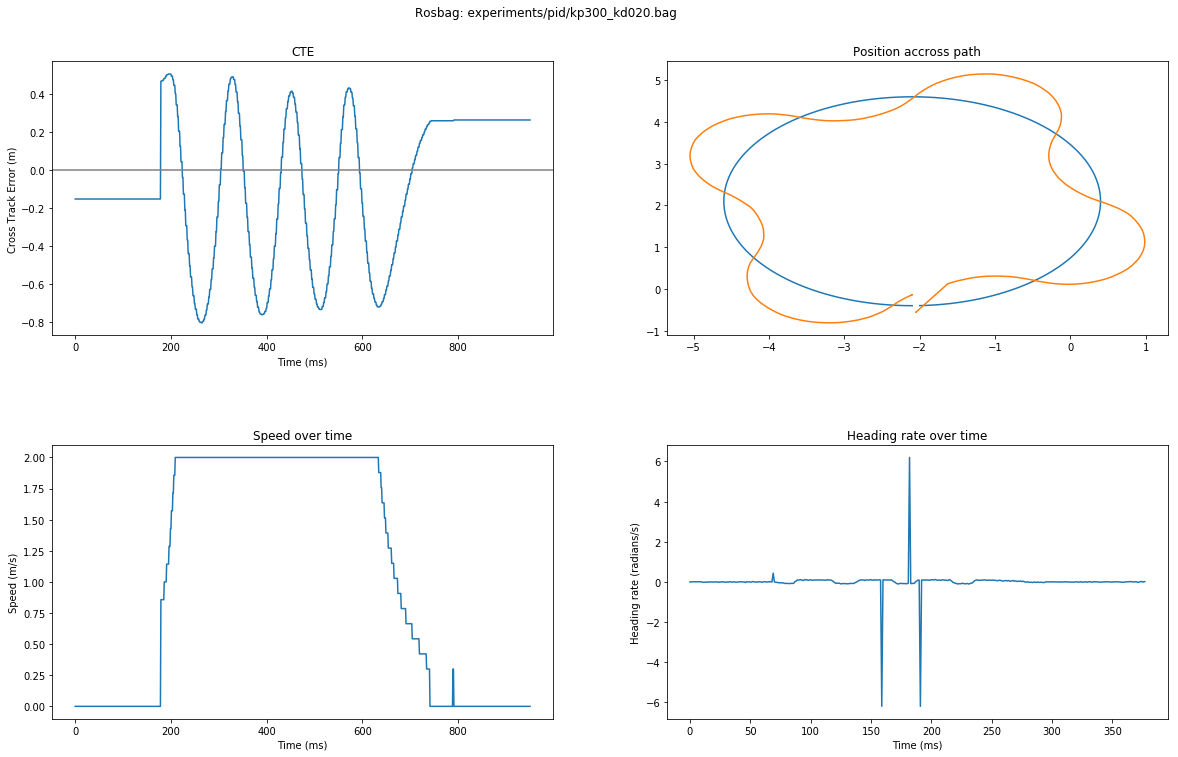 Rosbag: experiments/pid/kp300_kd020.bag
CTE
Cross Track Error (m)
0.4
0.2
0.0
−0.2
−0.4
−0.6
−0.8
0 200 400 600 800
Time (ms)
Position accross path
5
4
3
2
1
0
−1
−5 −4 −3 −2 −1 0 1
Speed over time
Speed (m/s)
2.00
1.75
1.50
1.25
1.00
0.75
0.50
0.25
0.00
0 200 400 600 800
Time (ms)
Heading rate over time
Heading rate (radians/s)
6
4
2
0
−2
−4
−6
0 50 100 150 200 250 300 350
Time (ms)